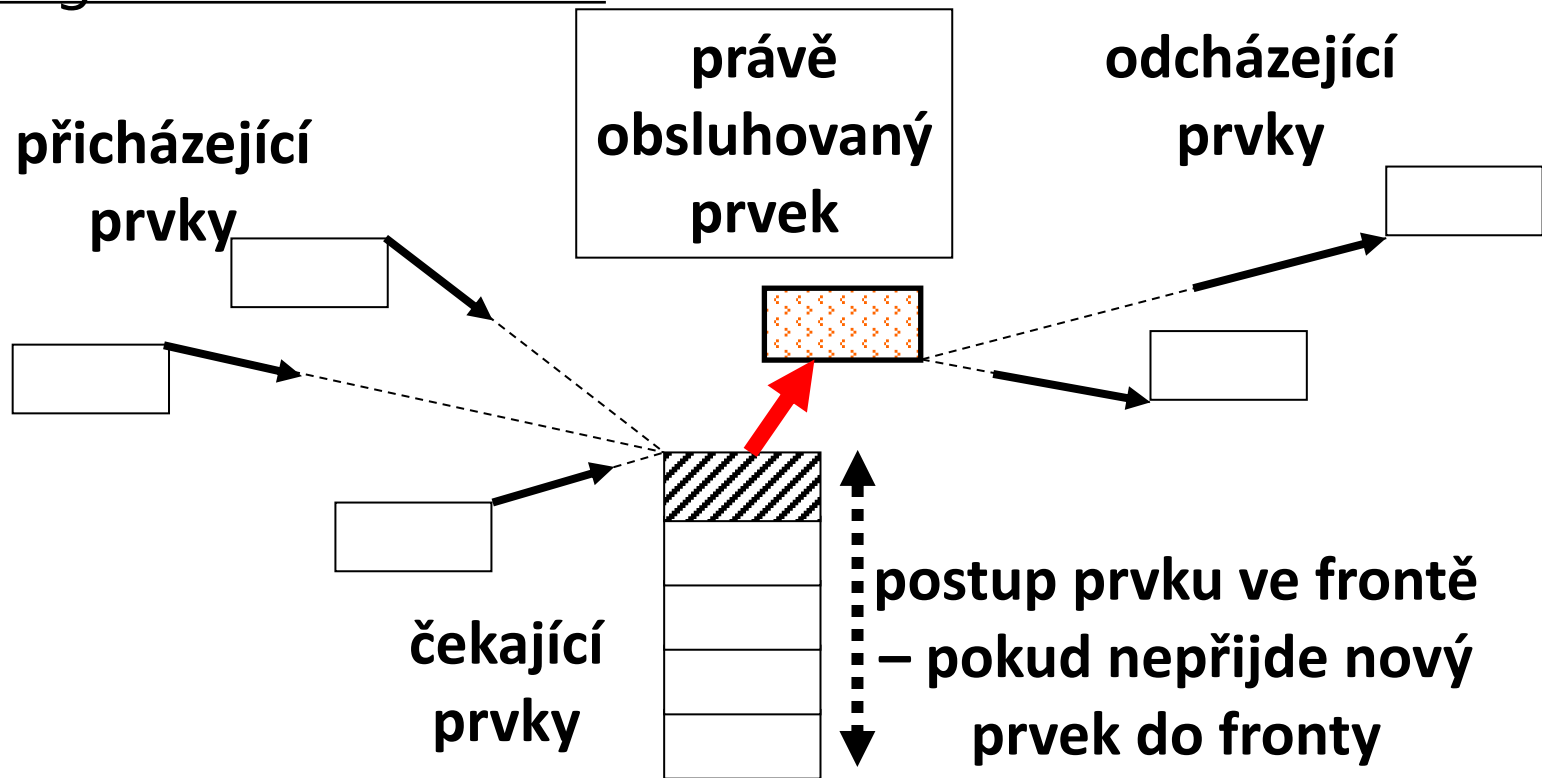 přicházející
prvky
právě
obsluhovaný
prvek
odcházející
prvky
čekající
prvky
postup prvku ve frontě
– pokud nepřijde nový
prvek do fronty